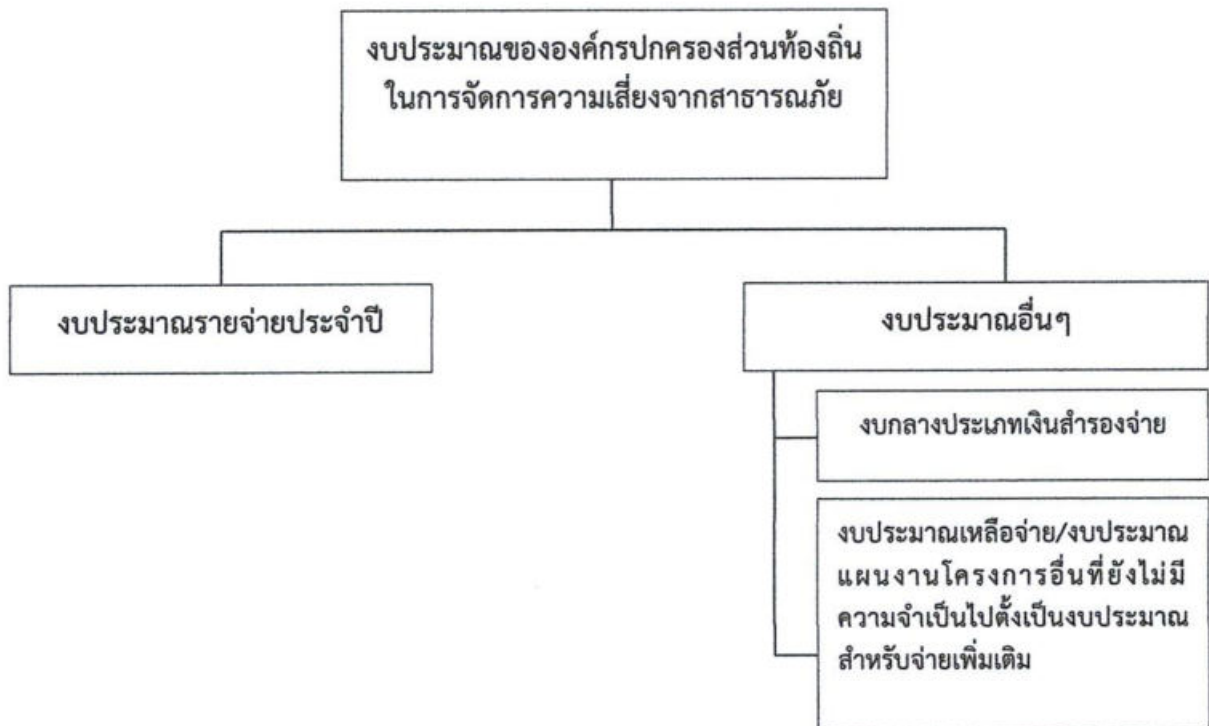 งบประมาณขององค์กรปกครองส่วนท้องถิ่น
ในการจัดการความเสี่ยงจากสาธารณภัย
งบประมาณรายจ่ายประจำปี
งบประมาณอื่นๆ
งบกลางประเภทเงินสำรองจ่าย
งบประมาณเหลือจ่าย/งบประมาณ
แผนงานโครงการอื่นที่ยังไม่มี
ความจำเป็นไปตั้งเป็นงบประมาณ
สำหรับจ่ายเพิ่มเติม